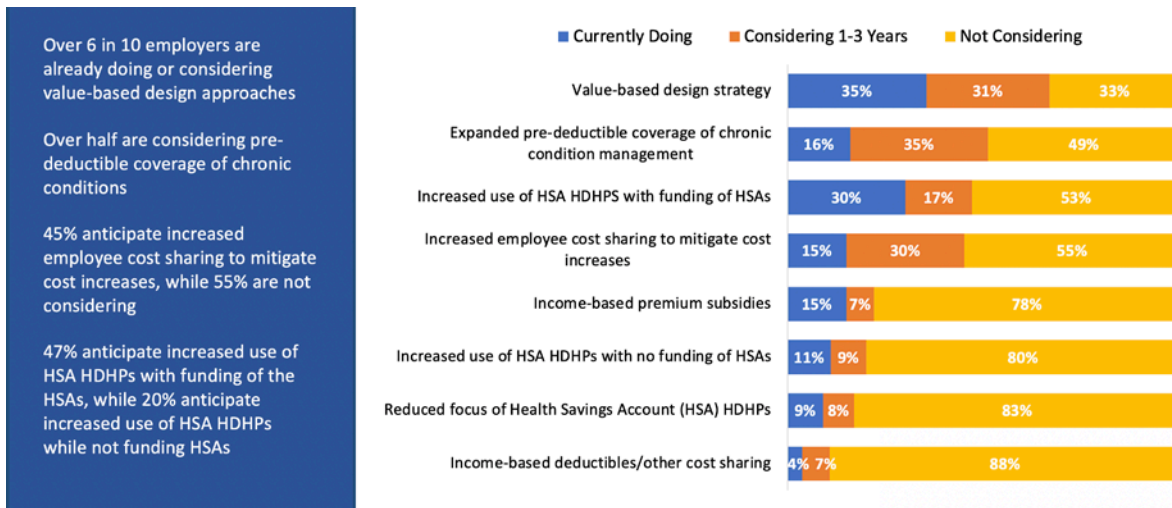 Over 6 in 10 employers are
already doing or considering
value-based design approaches
Over half are considering pre-
deductible coverage of chronic
conditions
45% anticipate increased
employee cost sharing to mitigate
cost increases, while 55% are not
considering
47% anticipate increased use of
HSA HDHPs with funding of the
HSAs, while 20% anticipate
increased use of HSA HDHPs
while not funding HSAs
Currently Doing Considering 1-3 Years Not Considering
Value-based design strategy 35% 31% 33%
Expanded pre-deductible coverage of chronic
condition management 16% 35% 49%
Increased use of HSA HDHPS with funding of HSAs 30% 17% 53%
Increased employee cost sharing to mitigate cost
increases 15% 30% 55%
Income-based premium subsidies 15% 7% 78%
Increased use of HSA HDHPs with no funding of HSAs 11% 9% 80%
Reduced focus of Health Savings Account (HSA) HDHPs 9% 8% 83%
Income-based deductibles/other cost sharing 4% 7% 88%